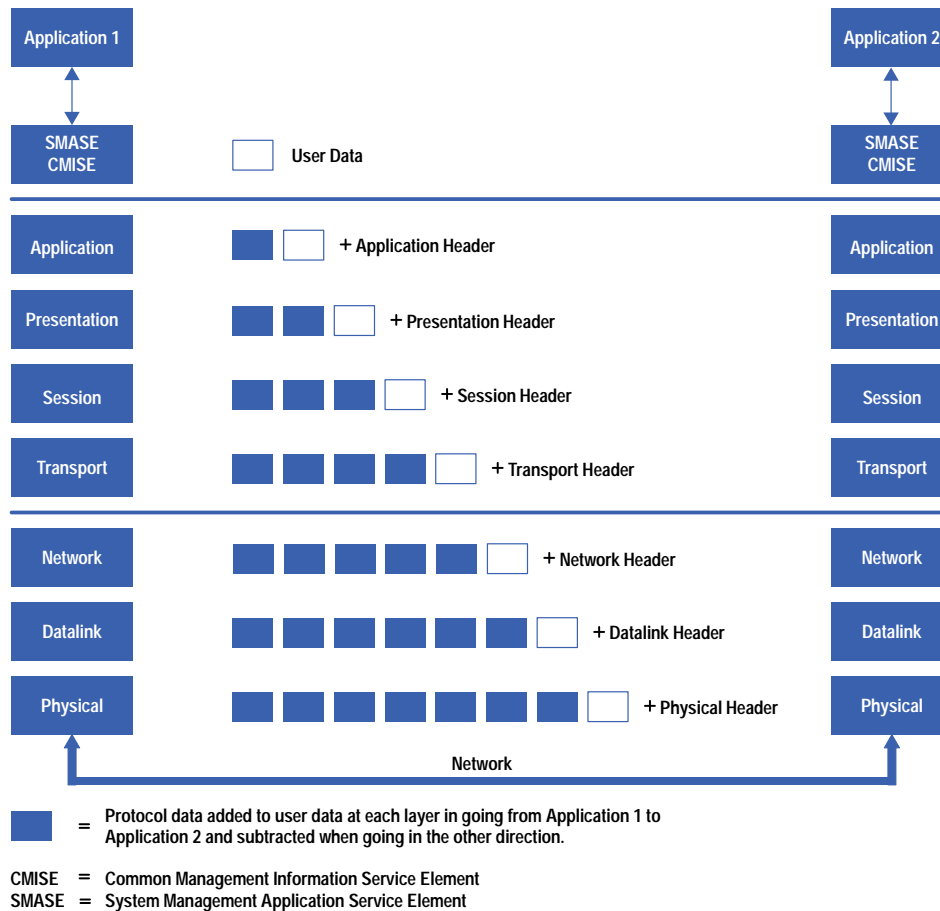 Application 1
Application 2
SMASE
CMISE
User Data
SMASE
CMISE
Application
+ Application Header
Application
Presentation
+ Presentation Header
Presentation
Session
+ Session Header
Session
Transport
+ Transport Header
Transport
Network
+ Network Header
Network
Datalink
+ Datalink Header
Datalink
Physical
+ Physical Header
Physical
Network
= Protocol data added to user data at each layer in going from Application 1 to
Application 2 and subtracted when going in the other direction.
CMISE = Common Management Information Service Element
SMASE = System Management Application Service Element